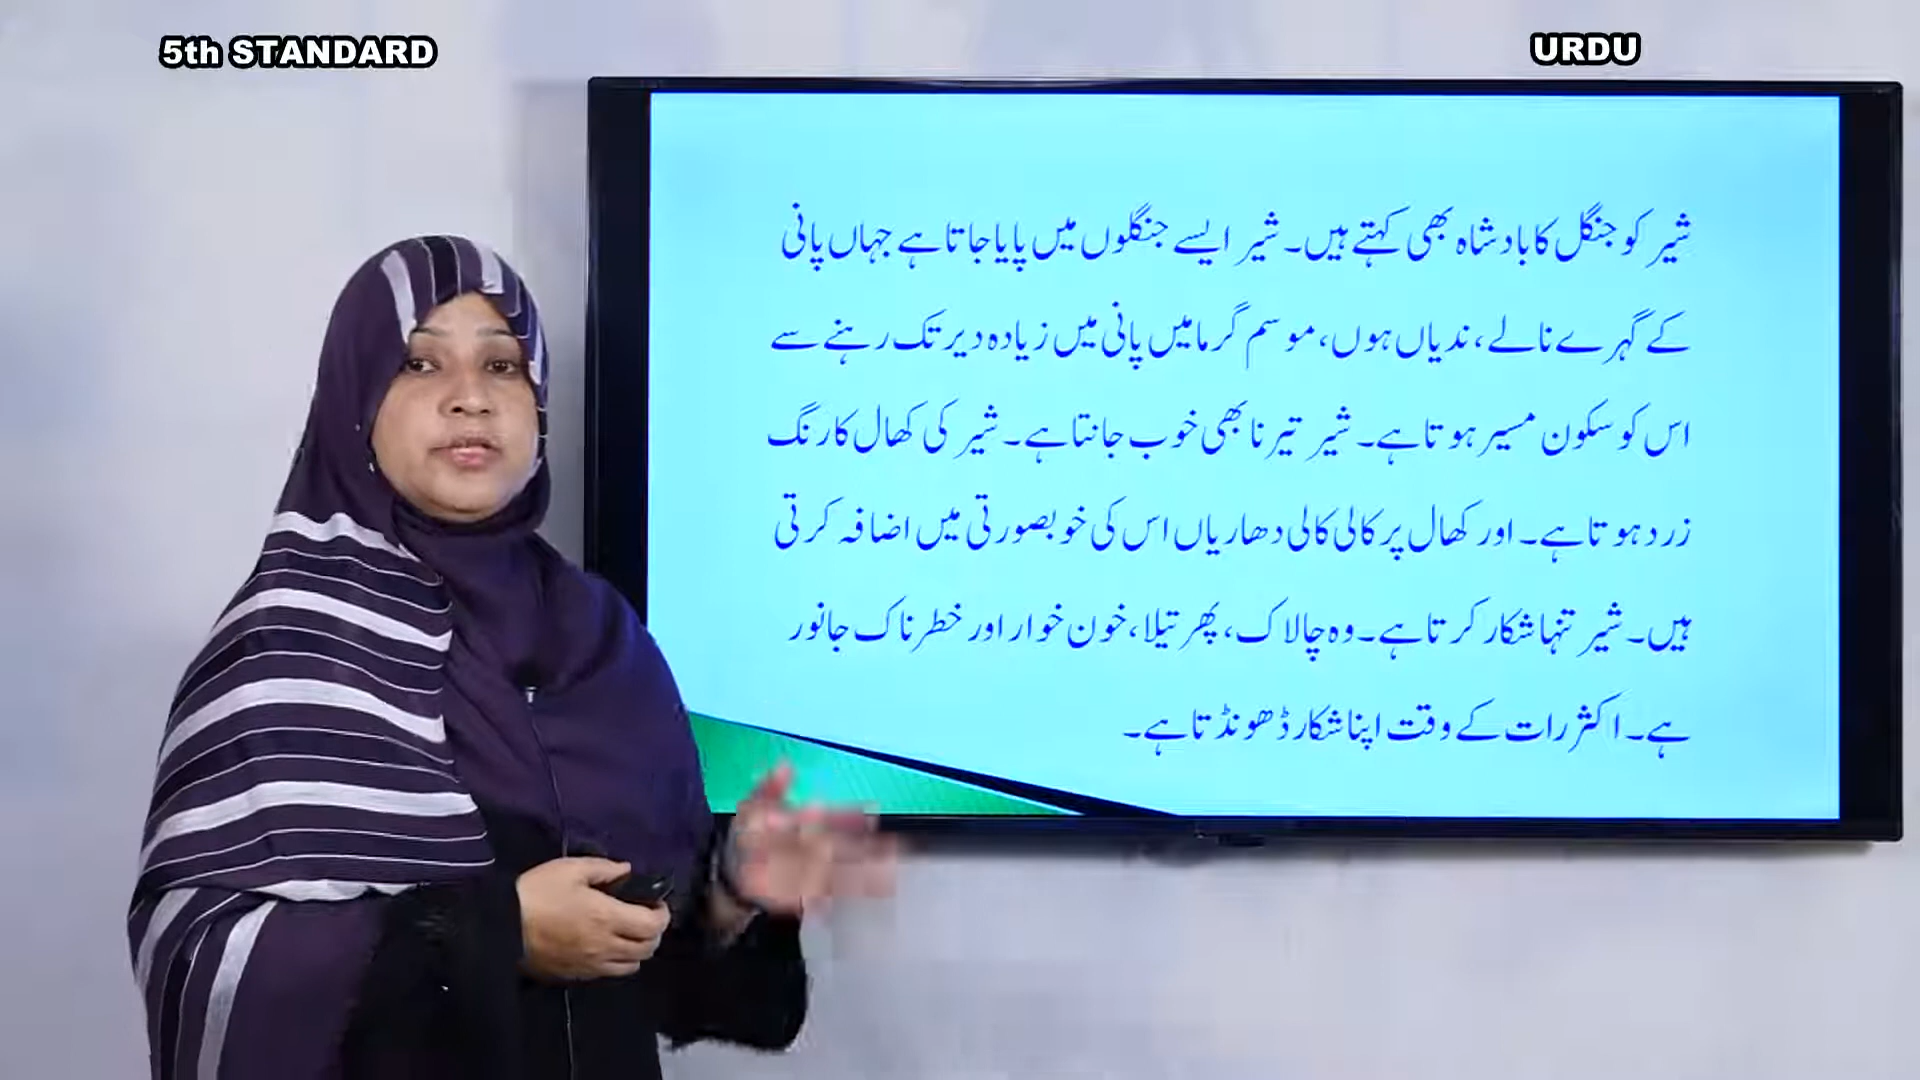 5th STANDARD
URDU
شیر کو جنگل کا بادشاہ بھی کہتے ہیں۔ شیر ایسے جنگلوں میں پایا جاتا ہے جہاں پانی
کے گہرے نالے، ندیاں ہوں، موسم گرما میں پانی میں زیادہ دیر تک رہنے سے
اس کو سکون میسر ہوتا ہے۔ شیر تیرنا بھی خوب جانتا ہے۔ شیر کی کھال کا رنگ
زرد ہوتا ہے۔ اور کھال پر کالی کالی دھاریاں اس کی خوبصورتی میں اضافہ کرتی
ہیں۔ شیر تنہا شکار کرتا ہے۔ وہ چالاک، پھرتیلا، خون خوار اور خطرناک جانور
ہے۔ اکثر رات کے وقت اپنا شکار ڈھونڈتا ہے۔